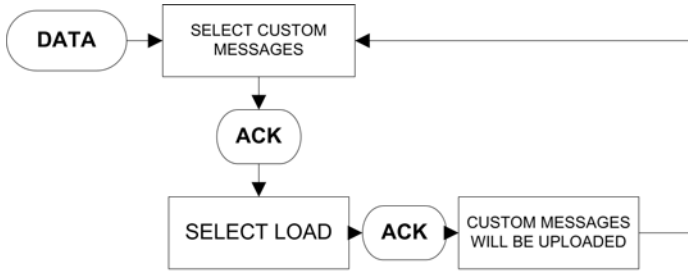 DATA
SELECT CUSTOM
MESSAGES
ACK
SELECT LOAD
ACK
CUSTOM MESSAGES
WILL BE UPLOADED